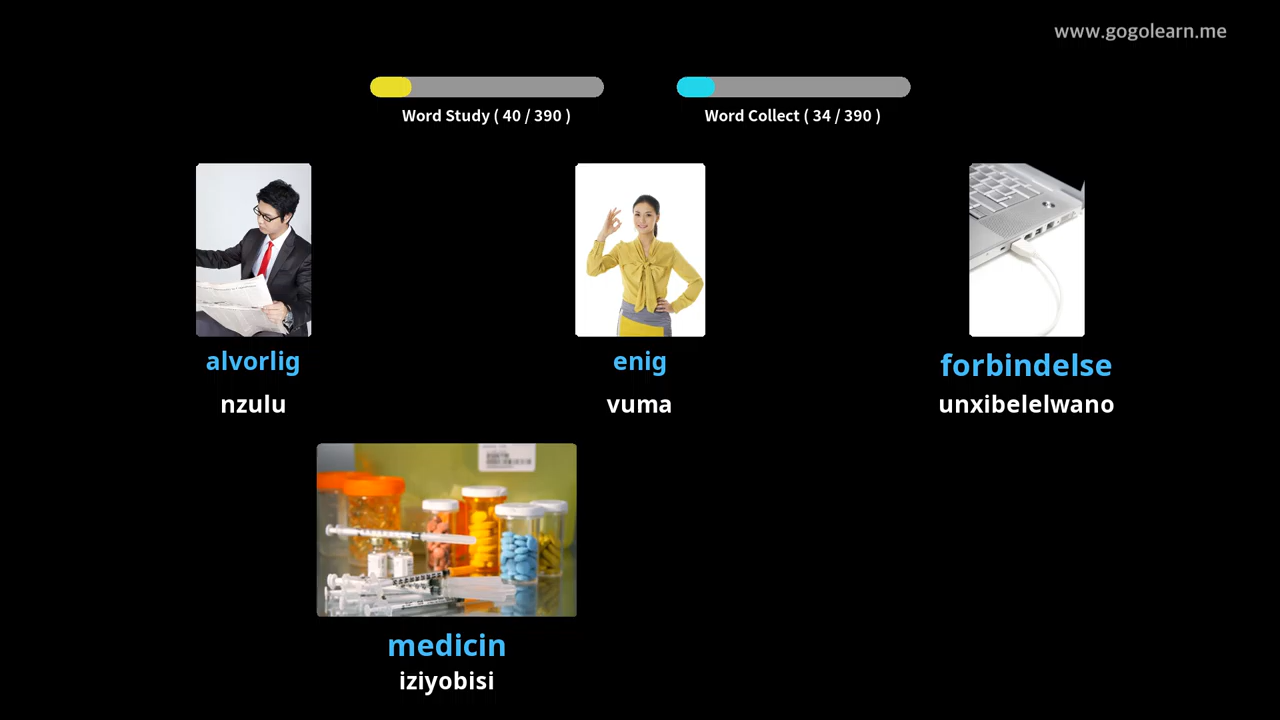 www.gogolearn.me
Word Study ( 40 / 390 )
Word Collect ( 34 / 390 )
alvorlig
nzulu
enig
vuma
forbindelse
unxibelelwano
medicin
iziyobisi